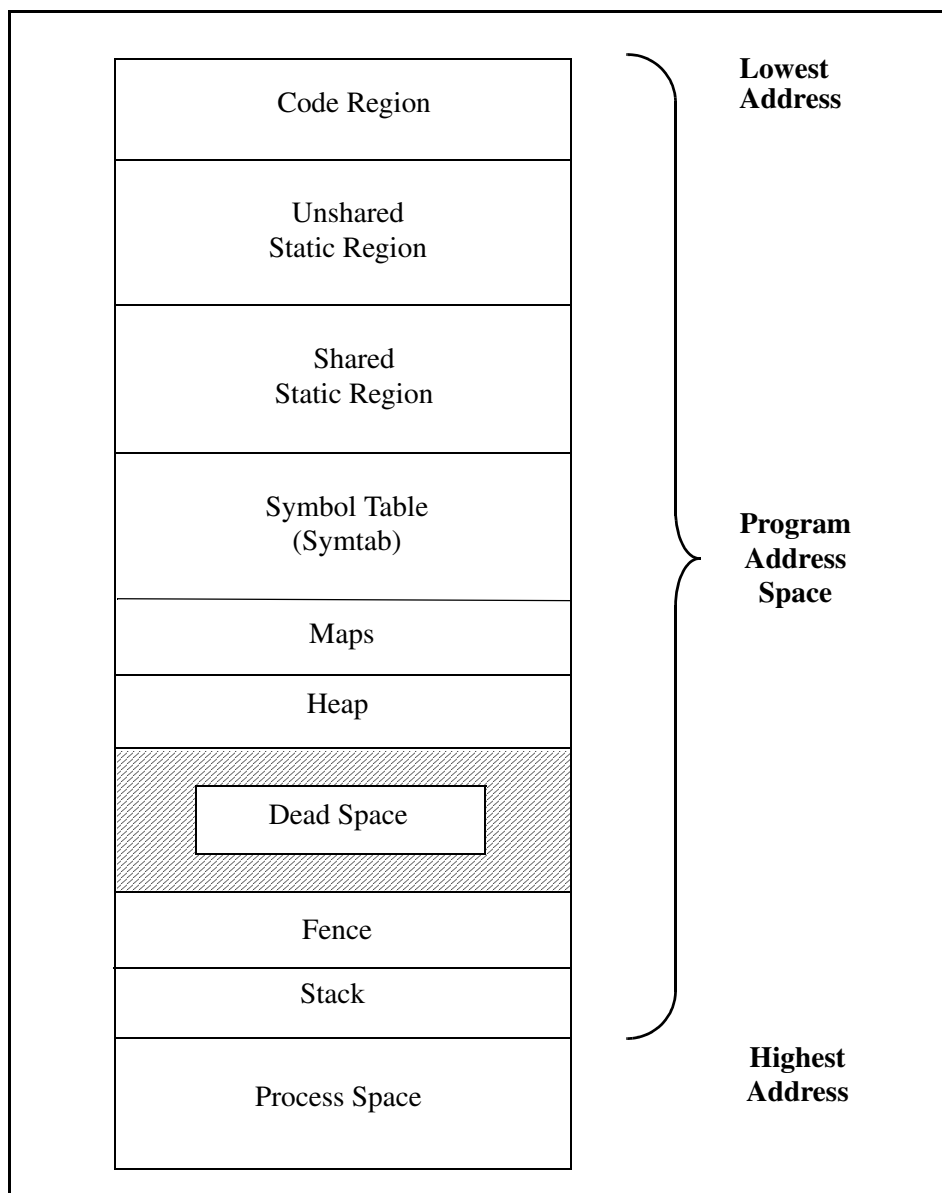 Code Region
Unshared
Static Region
Shared
Static Region
Symbol Table
(Symtab)
Maps
Heap
Dead Space
Fence
Stack
Process Space
Lowest
Address
Program
Address
Space
Highest
Address